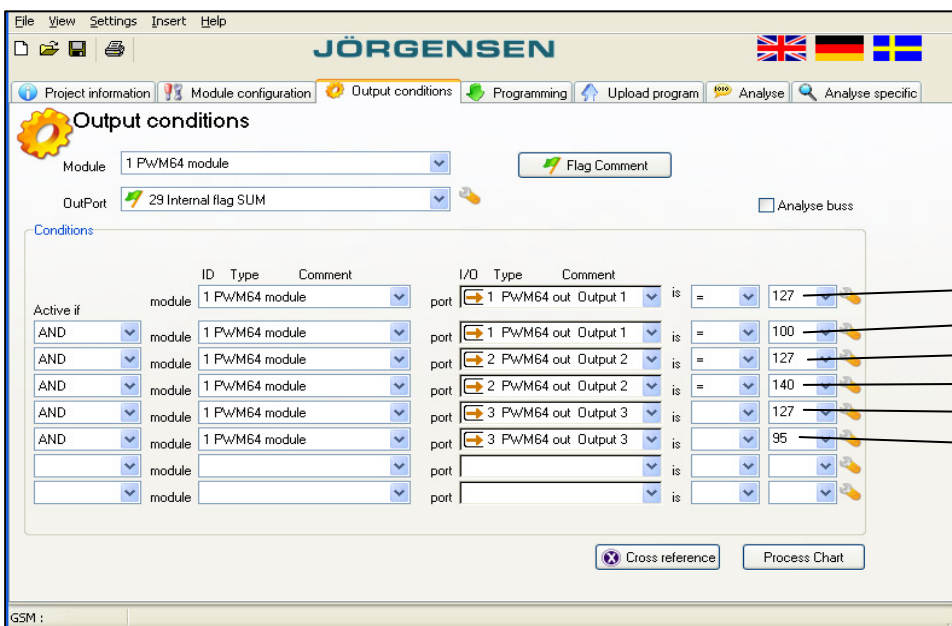 File View Settings Insert Help
JÖRGENSEN
Project information Module configuration Output conditions Programming Upload program Analyse Analyse specific
Output conditions
Module 1 PWM64 module Flag Comment
OutPort 29 Internal flag SUM Analyse buss
Conditions
ID Type Comment I/O Type Comment
Active if
module 1 PWM64 module port 1 PWM64 out Output 1 is = 127
AND module 1 PWM64 module port 1 PWM64 out Output 1 is = 100
AND module 1 PWM64 module port 2 PWM64 out Output 2 is = 127
AND module 1 PWM64 module port 2 PWM64 out Output 2 is = 140
AND module 1 PWM64 module port 3 PWM64 out Output 3 is 127
AND module 1 PWM64 module port 3 PWM64 out Output 3 is 95
module port is
module port is
Cross reference Process Chart
GSM :